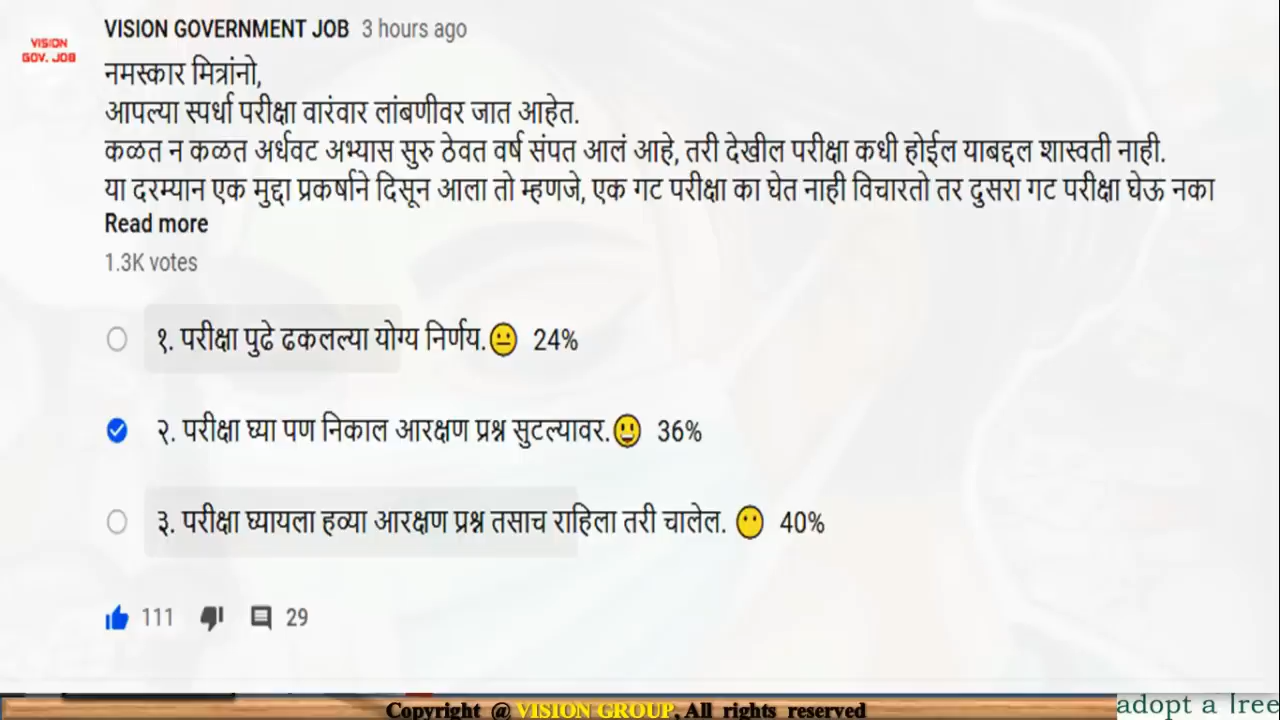 VISION GOVERNMENT JOB 3 hours ago
VISION
GOV. JOB
नमस्कार मित्रांनो,
आपल्या स्पर्धा परीक्षा वारंवार लांबणीवर जात आहेत.
कळत न कळत अर्धवट अभ्यास सुरु ठेवत वर्ष संपत आलं आहे, तरी देखील परीक्षा कधी होईल याबद्दल शास्वती नाही.
या दरम्यान एक मुद्दा प्रकर्षाने दिसून आला तो म्हणजे, एक गट परीक्षा का घेत नाही विचारतो तर दुसरा गट परीक्षा घेऊ नका
Read more
1.3K votes
१. परीक्षा पुढे ढकलल्या योग्य निर्णय.😐 24%
२. परीक्षा घ्या पण निकाल आरक्षण प्रश्न सुटल्यावर.😃 36%
३. परीक्षा घ्यायला हव्या आरक्षण प्रश्न तसाच राहिला तरी चालेल. 😶 40%
111 29
Copyright @ VISION GROUP, All rights reserved
adopt a Tree